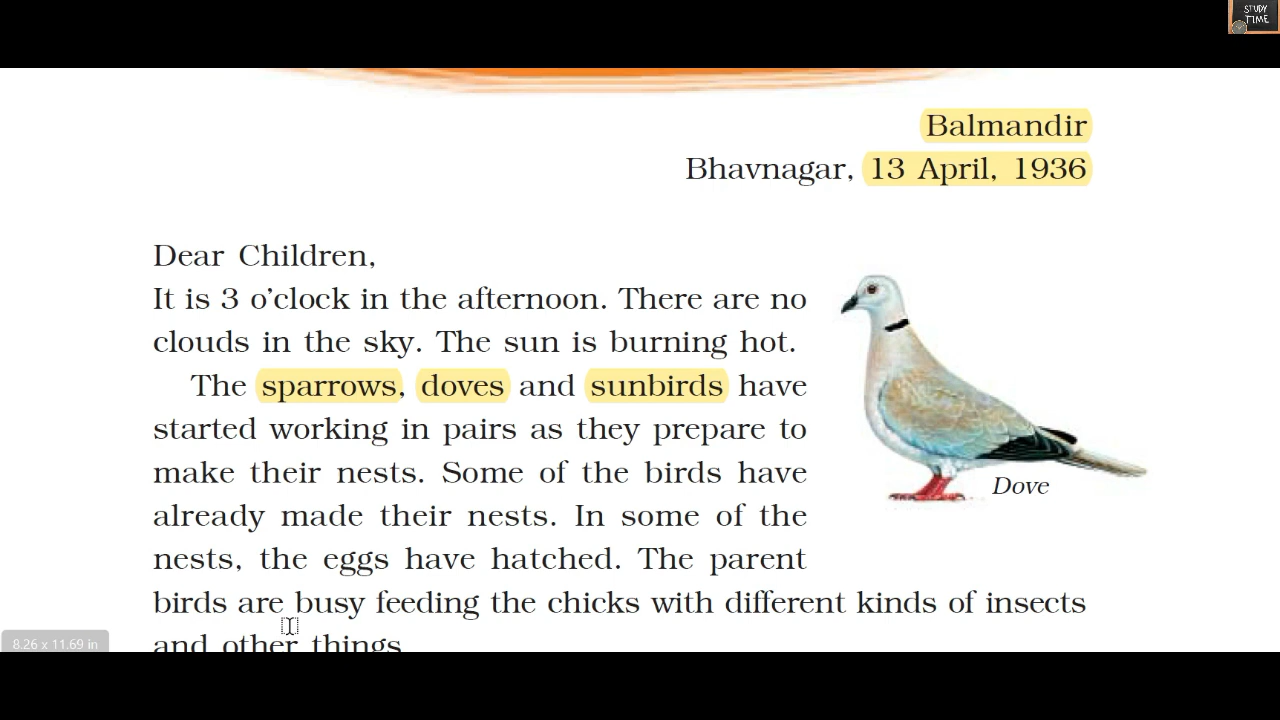 STUDY
TIME
Balmandir
Bhavnagar, 13 April, 1936
Dear Children,
It is 3 o’clock in the afternoon. There are no
clouds in the sky. The sun is burning hot.
The sparrows, doves and sunbirds have
started working in pairs as they prepare to
make their nests. Some of the birds have
already made their nests. In some of the
nests, the eggs have hatched. The parent
birds are busy feeding the chicks with different kinds of insects
and other things
Dove
8.26 x 11.69 in